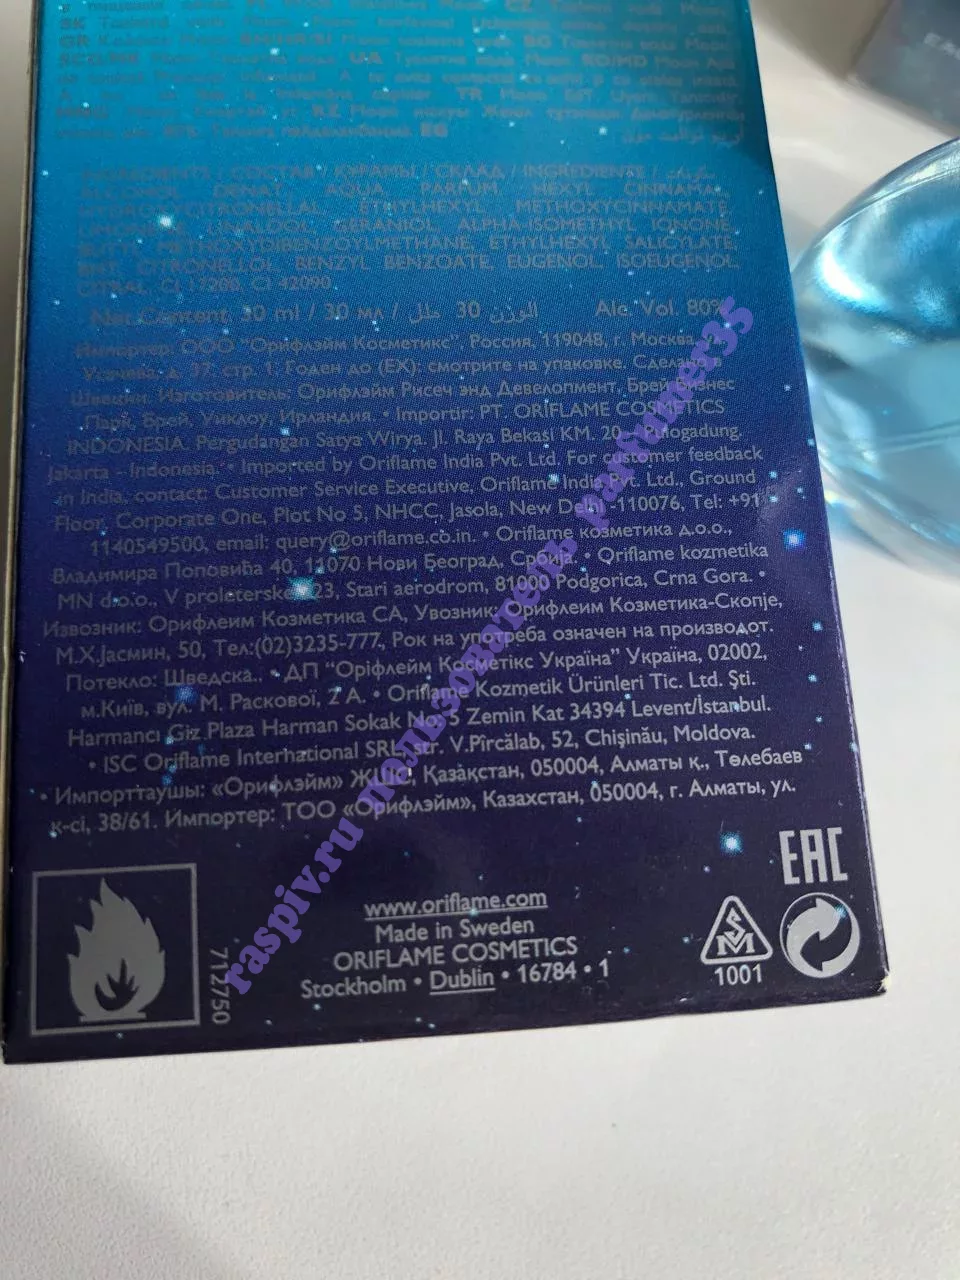 INGREDIENTS / СОСТАВ / ҚҰРАМЫ / СКЛАД / INGREDIENTE /
ALCOHOL DENAT., AQUA, PARFUM, HEXYL CINNAMAL,
HYDROXYCITRONELLAL, ETHYLHEXYL METHOXYCINNAMATE,
LIMONENE, LINALOOL, GERANIOL, ALPHA-ISOMETHYL IONONE,
BUTYL METHOXYDIBENZOYLMETHANE, ETHYLHEXYL SALICYLATE,
BHT, CITRONELLOL, BENZYL BENZOATE, EUGENOL, ISOEUGENOL,
CITRAL, CI 17200, CI 42090.
Net Content: 30 ml / 30 мл / الوزن 30 مل Alc. Vol. 80%
Импортер: ООО "Орифлэйм Косметикс". Россия, 119048, г. Москва, ул.
Усачева, д. 37, стр. 1. Годен до (EX): смотрите на упаковке. Сделано в
Швеции. Изготовитель: Орифлэйм Рисеч энд Девелопмент, Брей Бизнес
Парк, Брей, Уиклоу, Ирландия. • Importir: PT. ORIFLAME COSMETICS
INDONESIA. Pergudangan Satya Wirya. Jl. Raya Bekasi KM. 20 - Pulogadung.
Jakarta - Indonesia. • Imported by Oriflame India Pvt. Ltd. For customer feedback
in India, contact: Customer Service Executive, Oriflame India Pvt. Ltd., Ground
Floor, Corporate One, Plot No 5, NHCC, Jasola, New Delhi -110076, Tel: +91
1140549500, email: query@oriflame.co.in. • Oriflame козметика д.о.о.,
Владимира Поповића 40, 11070 Нови Београд, Србија. • Oriflame kozmetika
MN d.o.o., V proleterske 23, Stari aerodrom, 81000 Podgorica, Crna Gora. •
Извозник: Орифлеим Козметика СА, Увозник: Орифлеим Козметика-Скопје,
М.Х.Јасмин, 50, Тел:(02)3235-777, Рок на употреба означен на производот.
Потекло: Шведска.. • ДП "Оріфлейм Косметікс Україна" Україна, 02002,
м.Київ, вул. М. Раскової, 2 А. • Oriflame Kozmetik Ürünleri Tic. Ltd. Şti.
Harmancı Giz.Plaza Harman Sokak No: 5 Zemin Kat 34394 Levent/İstanbul.
• ISC Oriflame International SRL, str. V.Pîrcălab, 52, Chişinău, Moldova.
• Импорттаушы: «Орифлэйм» ЖШС, Қазақстан, 050004, Алматы қ., Төлебаев
к-сі, 38/61. Импортер: ТОО «Орифлэйм», Казахстан, 050004, г. Алматы, ул.
712750
www.oriflame.com
Made in Sweden
ORIFLAME COSMETICS
Stockholm • Dublin • 16784 • 1
EAC
1001
raspiv.ru пользователь parfumer35